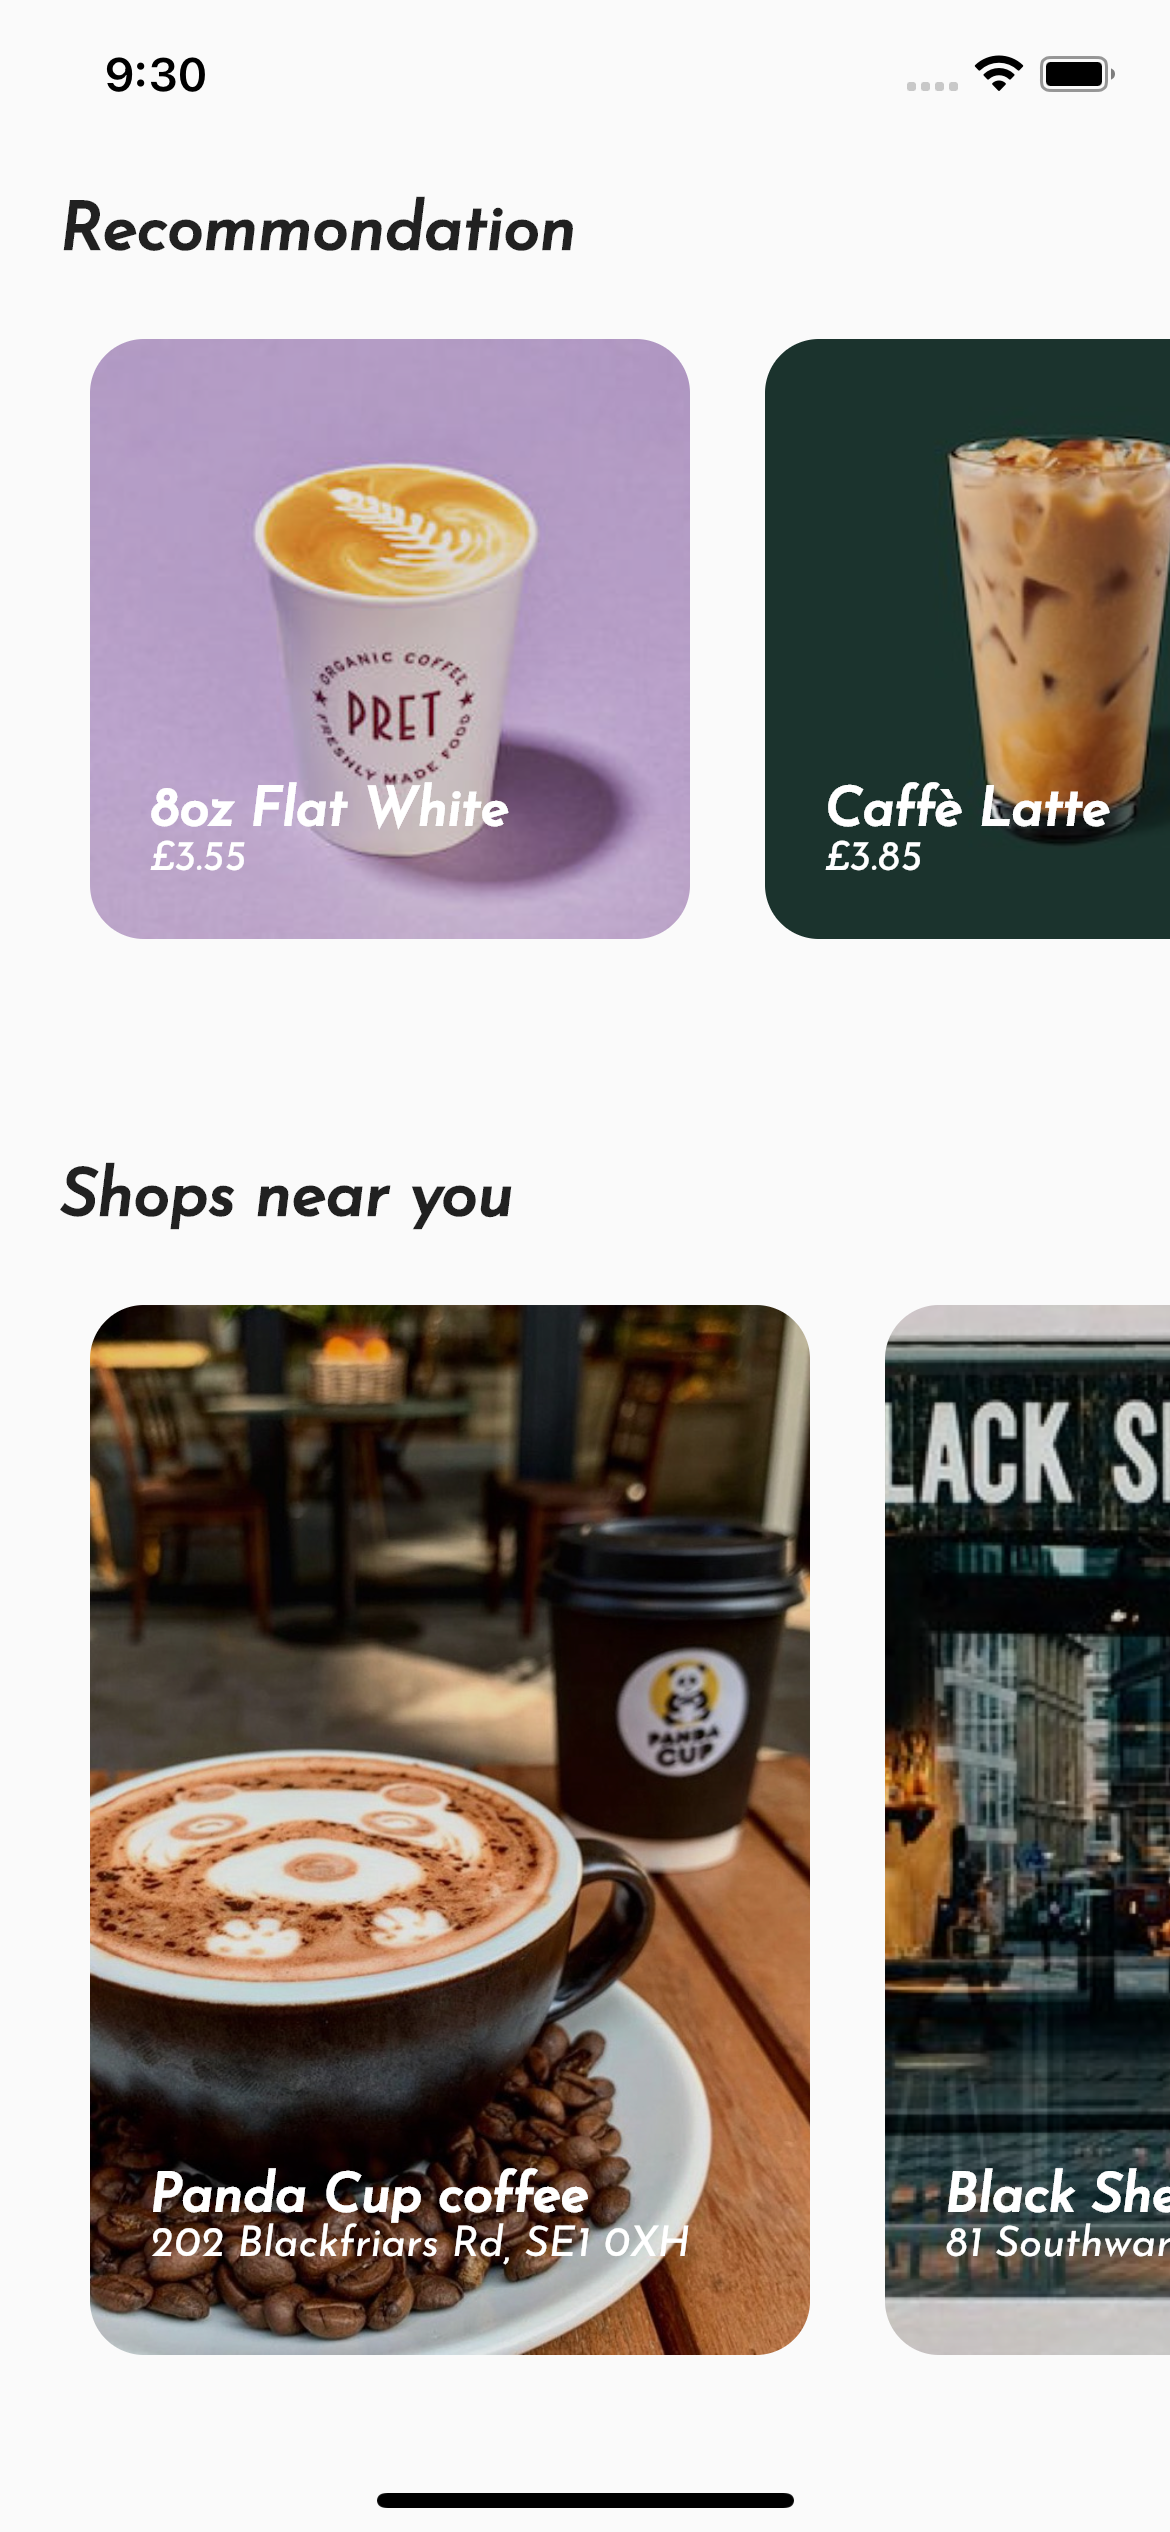 9:30
Recommondation
ORGANIC COFFEE
PRET
FRESHLY MADE FOOD
8oz Flat White
£3.55
Caffè Latte
£3.85
Shops near you
PANDA
CUP
Panda Cup coffee
202 Blackfriars Rd, SE1 0XH
LACK S
Black She
81 Southwar